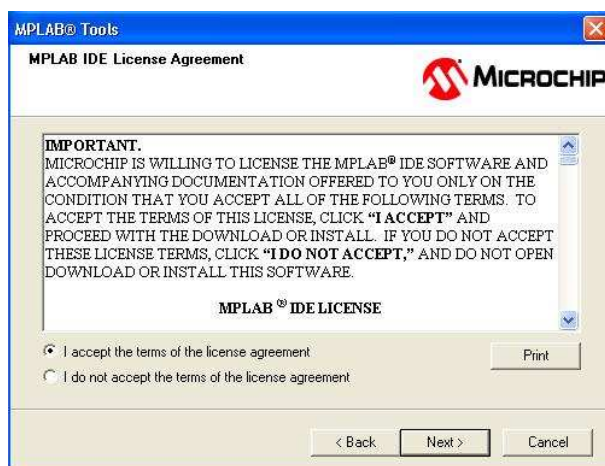 MPLAB® Tools
MPLAB IDE License Agreement
MICROCHIP
IMPORTANT.
MICROCHIP IS WILLING TO LICENSE THE MPLAB® IDE SOFTWARE AND
ACCOMPANYING DOCUMENTATION OFFERED TO YOU ONLY ON THE
CONDITION THAT YOU ACCEPT ALL OF THE FOLLOWING TERMS. TO
ACCEPT THE TERMS OF THIS LICENSE, CLICK “I ACCEPT” AND
PROCEED WITH THE DOWNLOAD OR INSTALL. IF YOU DO NOT ACCEPT
THESE LICENSE TERMS, CLICK “I DO NOT ACCEPT,” AND DO NOT OPEN
DOWNLOAD OR INSTALL THIS SOFTWARE.
MPLAB ® IDE LICENSE
I accept the terms of the license agreement
Print
I do not accept the terms of the license agreement
< Back Next > Cancel